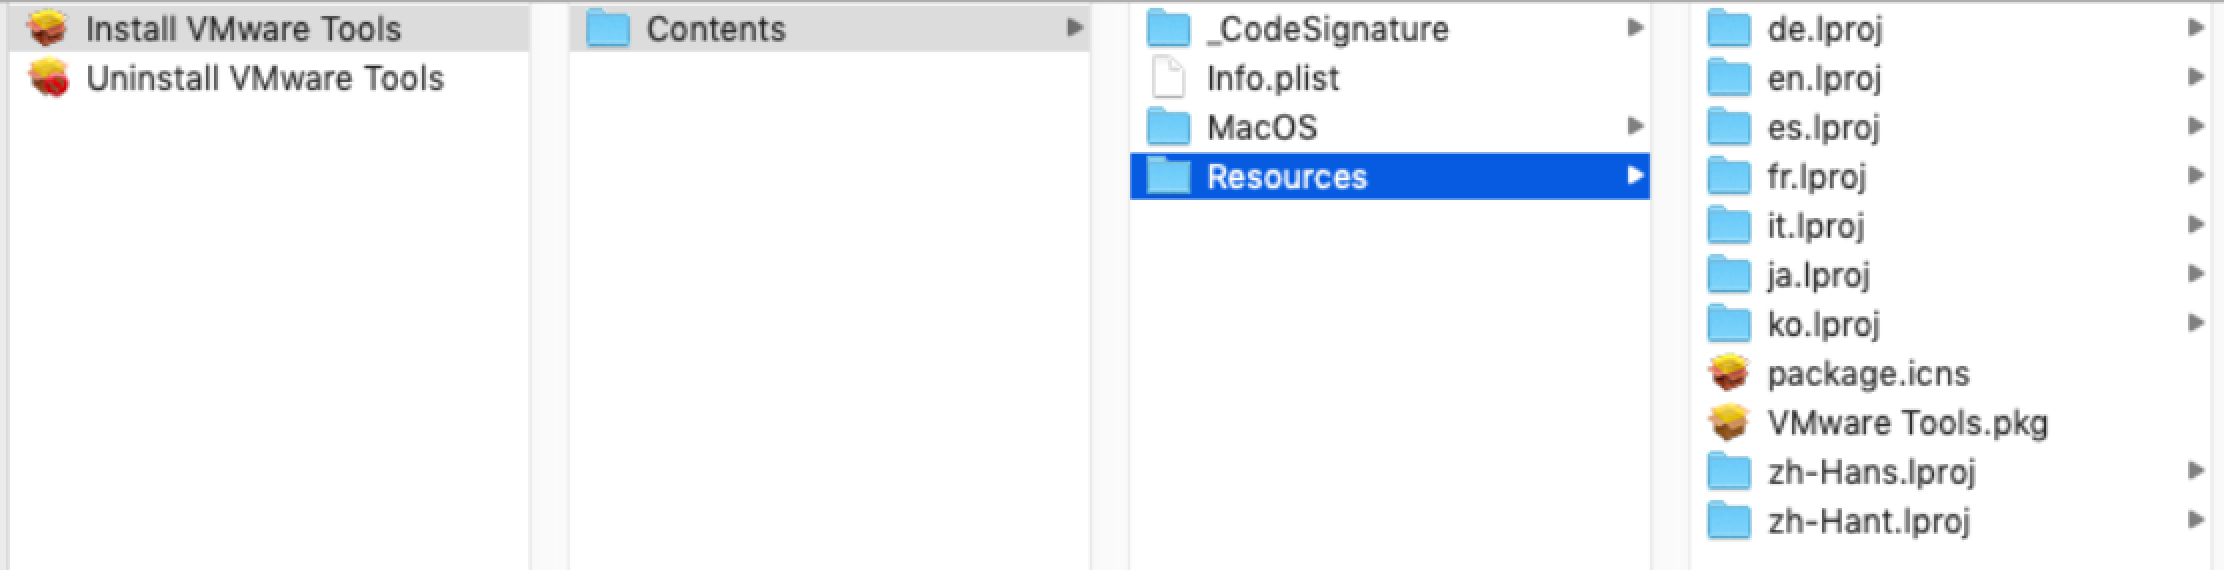 Install VMware Tools
Uninstall VMware Tools
Contents
_CodeSignature
Info.plist
MacOS
Resources
de.lproj
en.lproj
es.lproj
fr.lproj
it.lproj
ja.lproj
ko.lproj
package.icns
VMware Tools.pkg
zh-Hans.lproj
zh-Hant.lproj